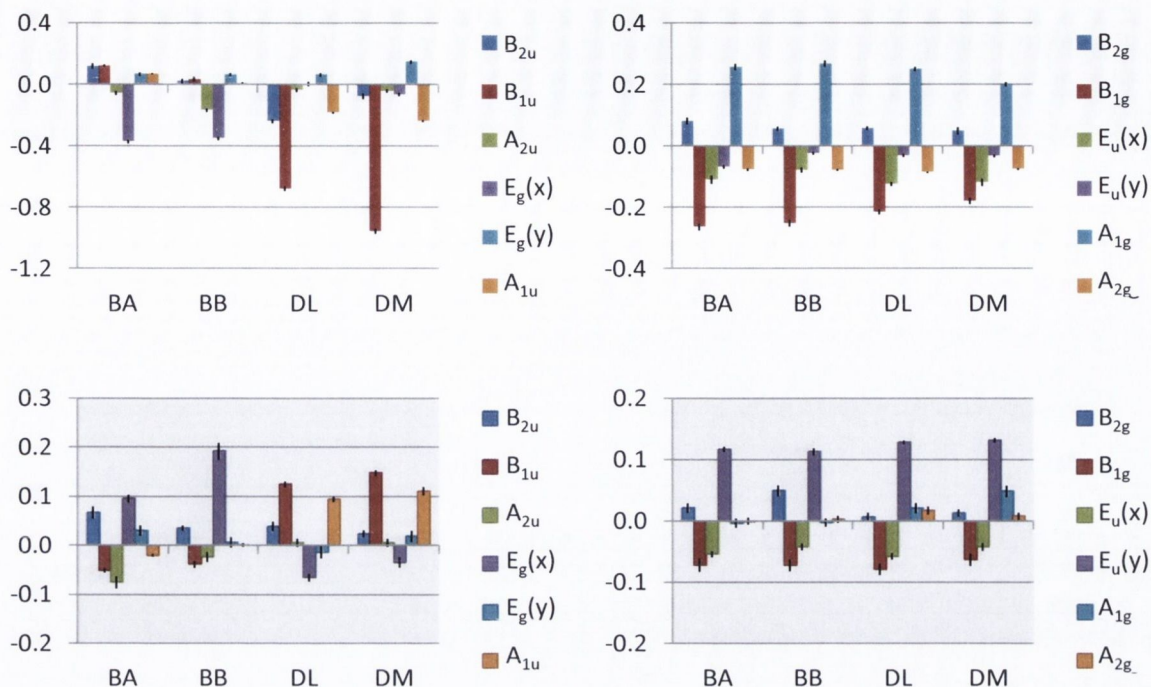 0.4
0.0
-0.4
-0.8
-1.2
BA BB DL DM
B2u
B1u
A2u
Eg(x)
Eg(y)
A1u
0.4
0.2
0.0
-0.2
-0.4
BA BB DL DM
B2g
B1g
Eu(x)
Eu(y)
A1g
A2g
0.3
0.2
0.1
0.0
-0.1
-0.2
BA BB DL DM
B2u
B1u
A2u
Eg(x)
Eg(y)
A1u
0.2
0.1
0.0
-0.1
-0.2
BA BB DL DM
B2g
B1g
Eu(x)
Eu(y)
A1g
A2g